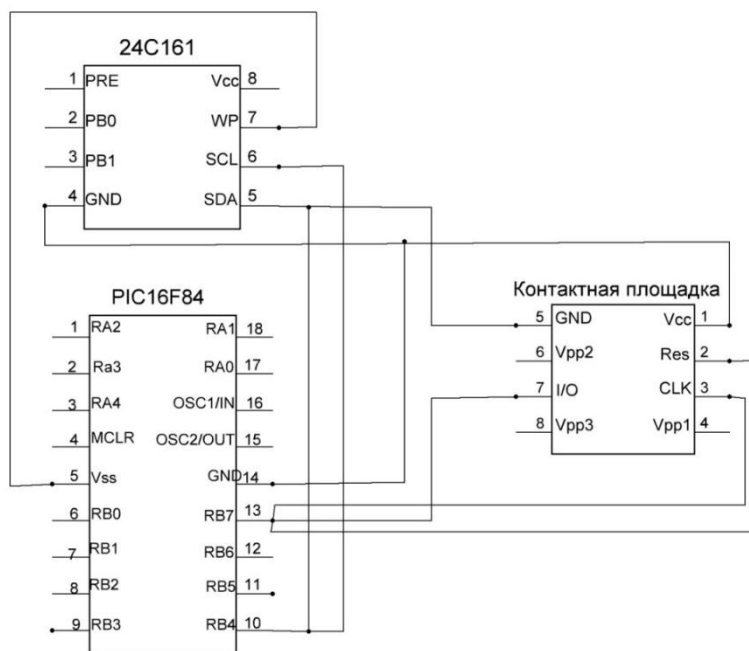 24C161
1 PRE Vcc 8
2 PB0 WP 7
3 PB1 SCL 6
4 GND SDA 5
PIC16F84
1 RA2 RA1 18
2 Ra3 RA0 17
3 RA4 OSC1/IN 16
4 MCLR OSC2/OUT 15
5 Vss GND 14
6 RB0 RB7 13
7 RB1 RB6 12
8 RB2 RB5 11
9 RB3 RB4 10
Контактная площадка
5 GND Vcc 1
6 Vpp2 Res 2
7 I/O CLK 3
8 Vpp3 Vpp1 4